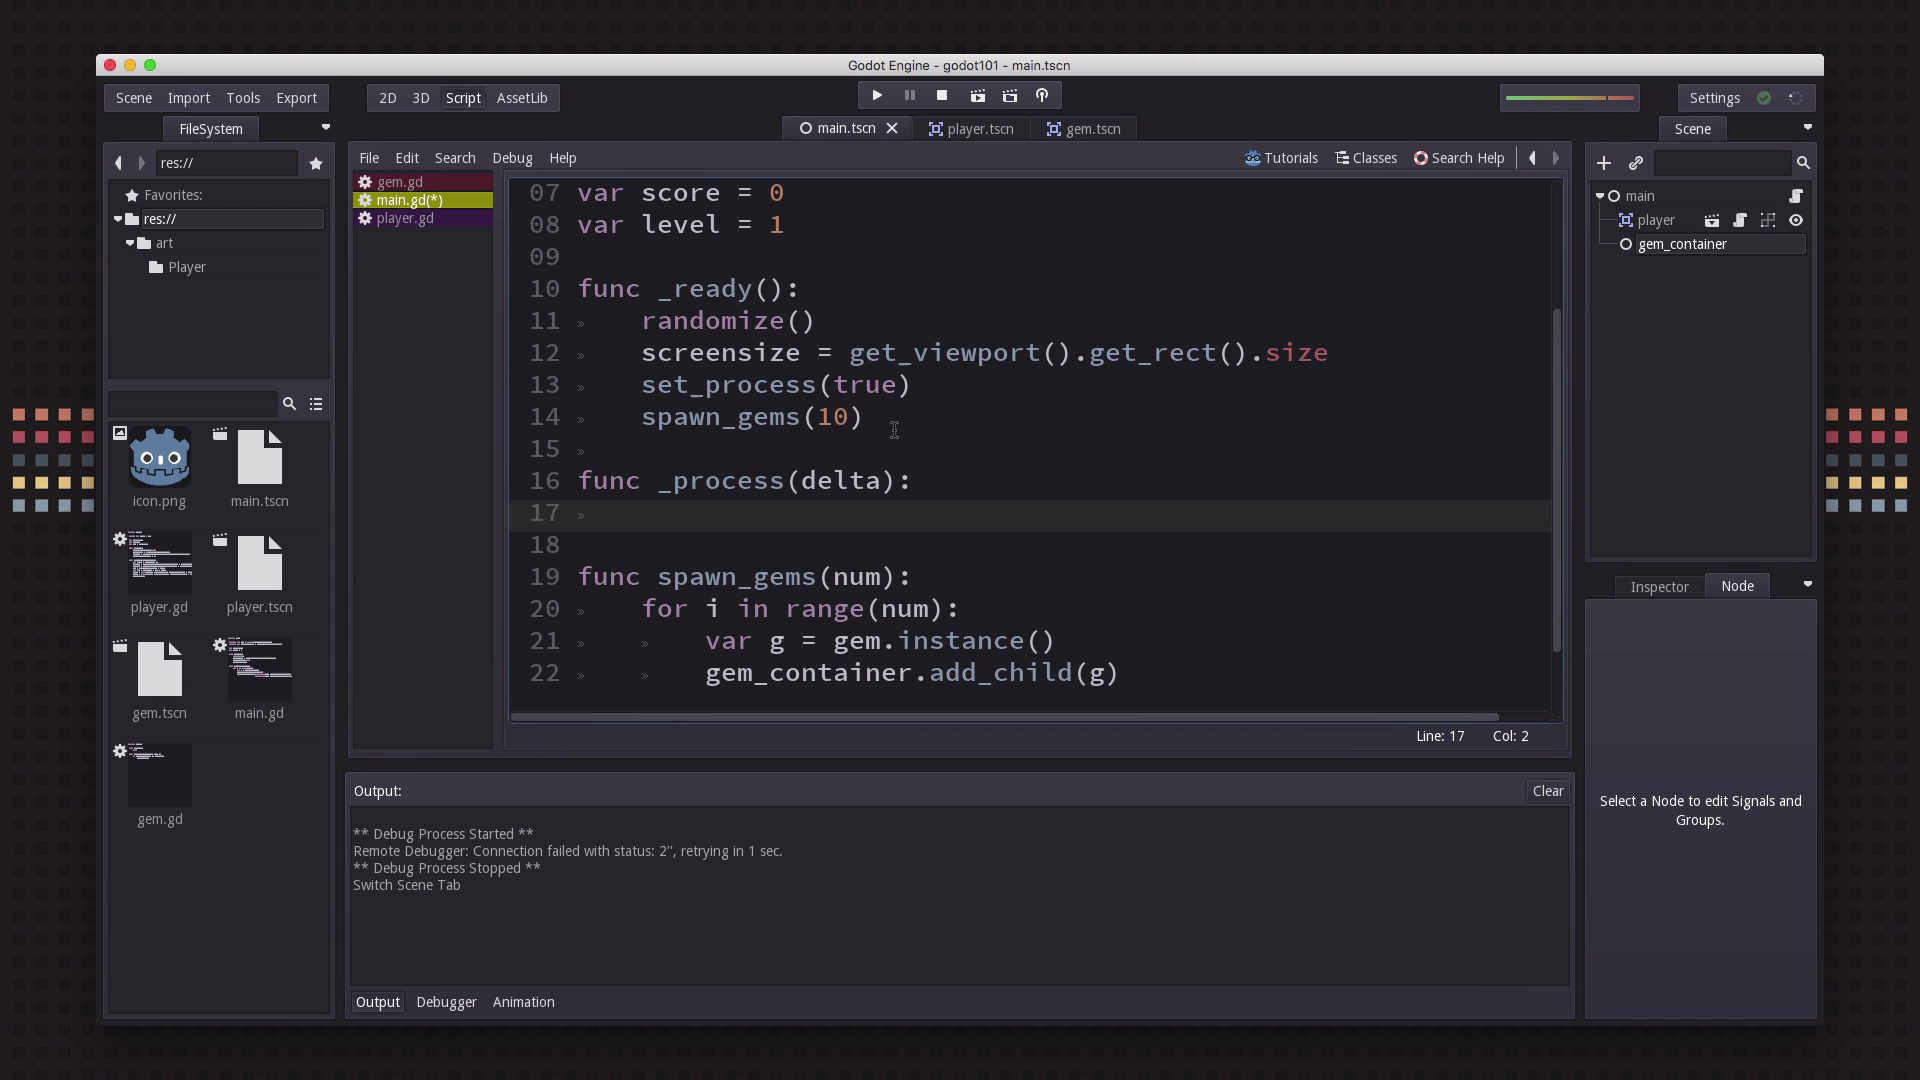 Godot Engine - godot101 - main.tscn
Scene Import Tools Export
2D 3D Script AssetLib
Settings
FileSystem
main.tscn
player.tscn
gem.tscn
Scene
res://
Favorites:
res://
art
Player
icon.png
main.tscn
player.gd
player.tscn
gem.tscn
main.gd
gem.gd
File Edit Search Debug Help
Tutorials Classes Search Help
gem.gd
main.gd(*)
player.gd
07 var score = 0
08 var level = 1
09
10 func _ready():
11 randomize()
12 screensize = get_viewport().get_rect().size
13 set_process(true)
14 spawn_gems(10)
15
16 func _process(delta):
17
18
19 func spawn_gems(num):
20 for i in range(num):
21 var g = gem.instance()
22 gem_container.add_child(g)
Line: 17 Col: 2
Output:
Clear
** Debug Process Started **
Remote Debugger: Connection failed with status: 2'', retrying in 1 sec.
** Debug Process Stopped **
Switch Scene Tab
Output Debugger Animation
main
player
gem_container
Inspector Node
Select a Node to edit Signals and
Groups.